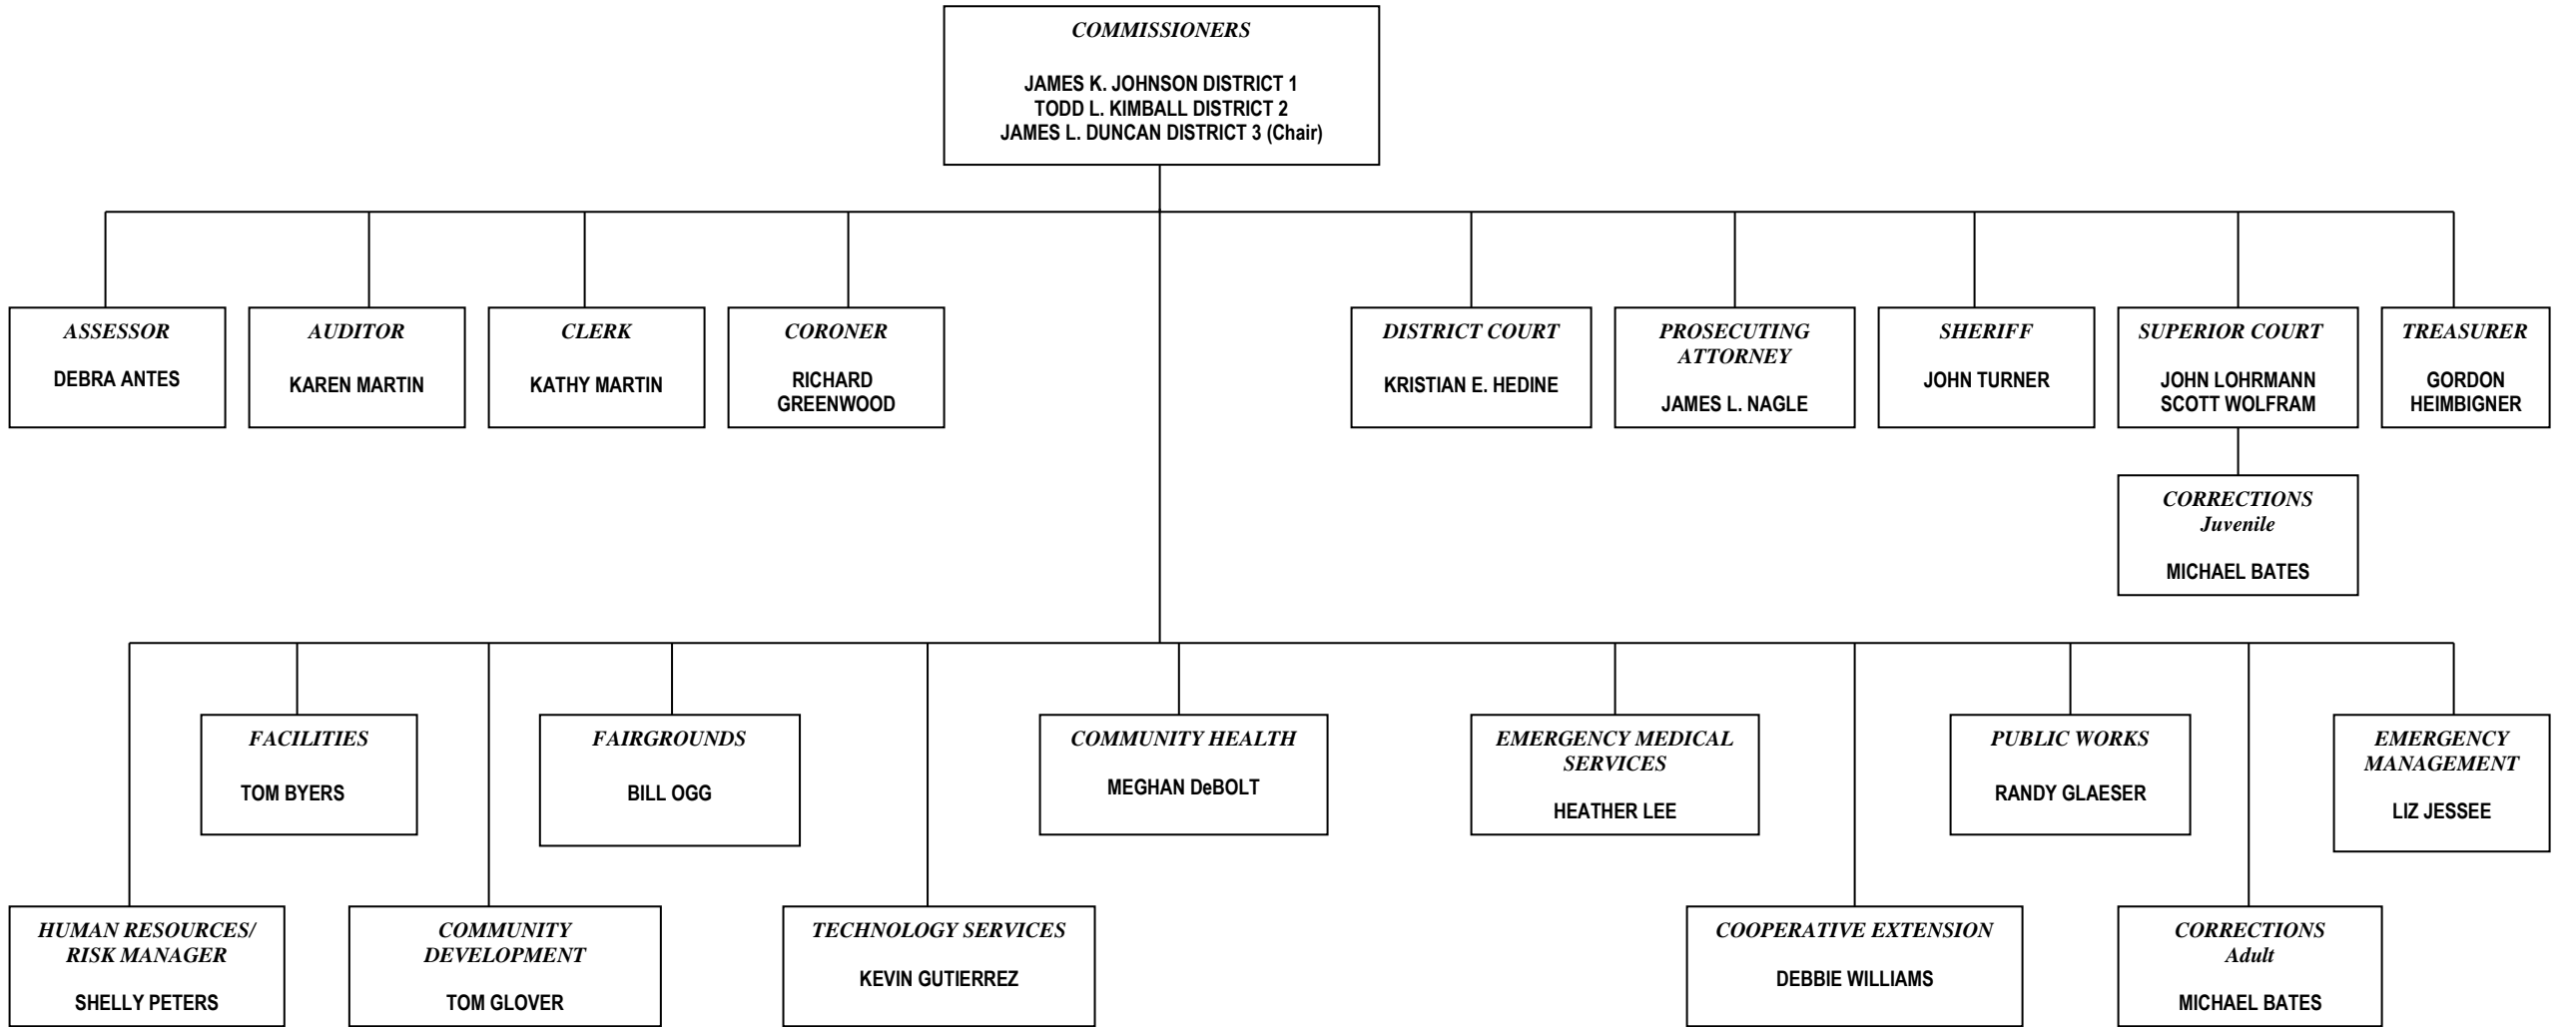 COMMISSIONERS
JAMES K. JOHNSON DISTRICT 1
TODD L. KIMBALL DISTRICT 2
JAMES L. DUNCAN DISTRICT 3 (Chair)
ASSESSOR
DEBRA ANTES
AUDITOR
KAREN MARTIN
CLERK
KATHY MARTIN
CORONER
RICHARD
GREENWOOD
DISTRICT COURT
KRISTIAN E. HEDINE
PROSECUTING
ATTORNEY
JAMES L. NAGLE
SHERIFF
JOHN TURNER
SUPERIOR COURT
JOHN LOHRMANN
SCOTT WOLFRAM
TREASURER
GORDON
HEIMBIGNER
CORRECTIONS
Juvenile
MICHAEL BATES
FACILITIES
TOM BYERS
FAIRGROUNDS
BILL OGG
COMMUNITY HEALTH
MEGHAN DeBOLT
EMERGENCY MEDICAL
SERVICES
HEATHER LEE
PUBLIC WORKS
RANDY GLAESER
EMERGENCY
MANAGEMENT
LIZ JESSEE
HUMAN RESOURCES/
RISK MANAGER
SHELLY PETERS
COMMUNITY
DEVELOPMENT
TOM GLOVER
TECHNOLOGY SERVICES
KEVIN GUTIERREZ
COOPERATIVE EXTENSION
DEBBIE WILLIAMS
CORRECTIONS
Adult
MICHAEL BATES